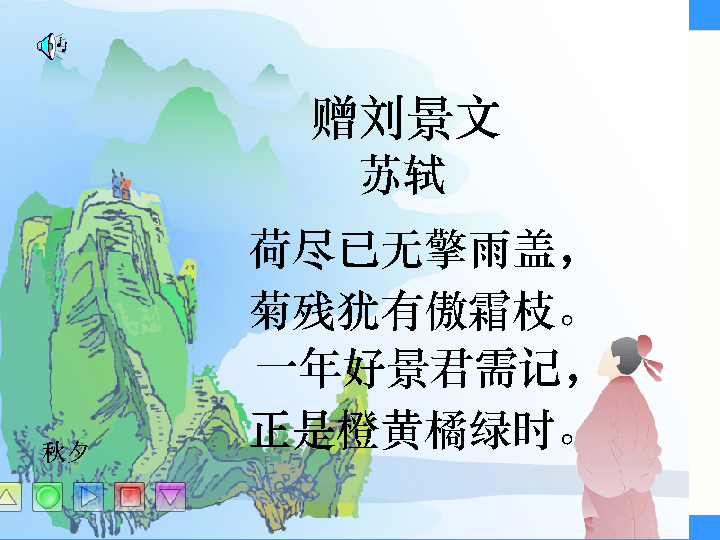 赠刘景文
苏轼
荷尽已无擎雨盖，
菊残犹有傲霜枝。
一年好景君需记，
正是橙黄橘绿时。
秋夕